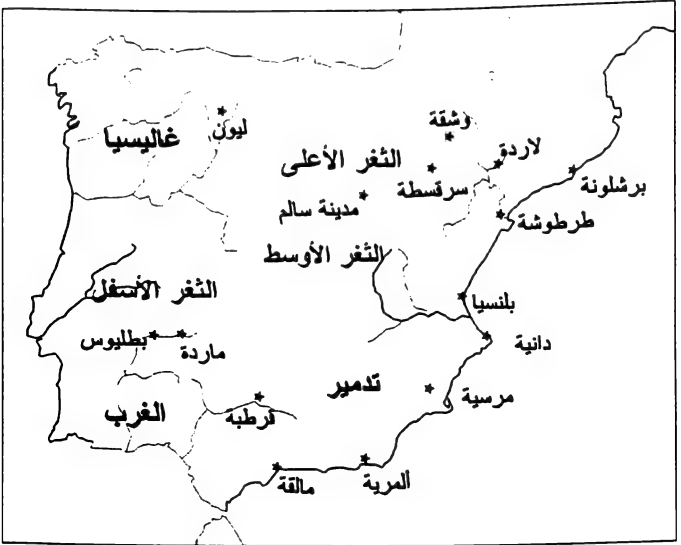 وشقة
ليون
غاليسيا
لاردة
الثغر الأعلى
سرقسطة
برشلونة
مدينة سالم
طرطوشة
الثغر الأوسط
الثغر الأسفل
بلنسيا
بطليوس
ماردة
دانية
تدمير
مرسية
الغرب
قرطبة
ألمرية
مالقة